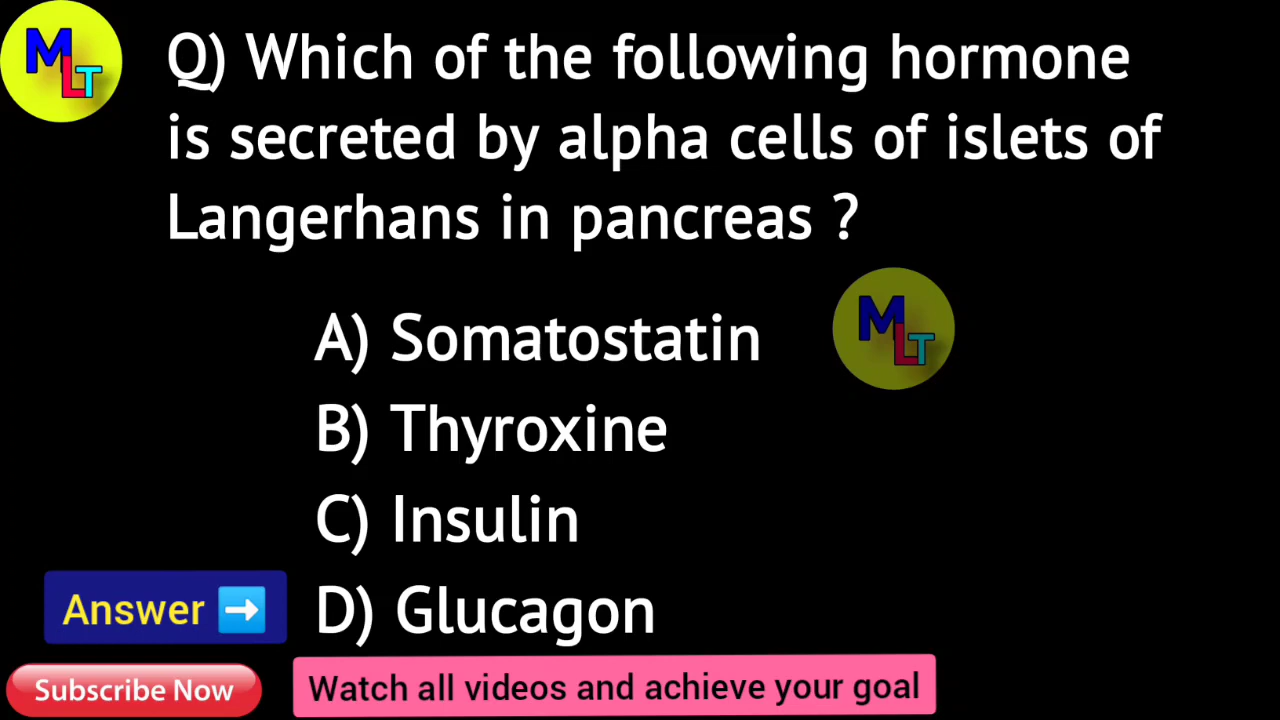 MLT
Q) Which of the following hormone
is secreted by alpha cells of islets of
Langerhans in pancreas ?
A) Somatostatin
MLT
B) Thyroxine
C) Insulin
Answer ➡ D) Glucagon
Subscribe Now
Watch all videos and achieve your goal